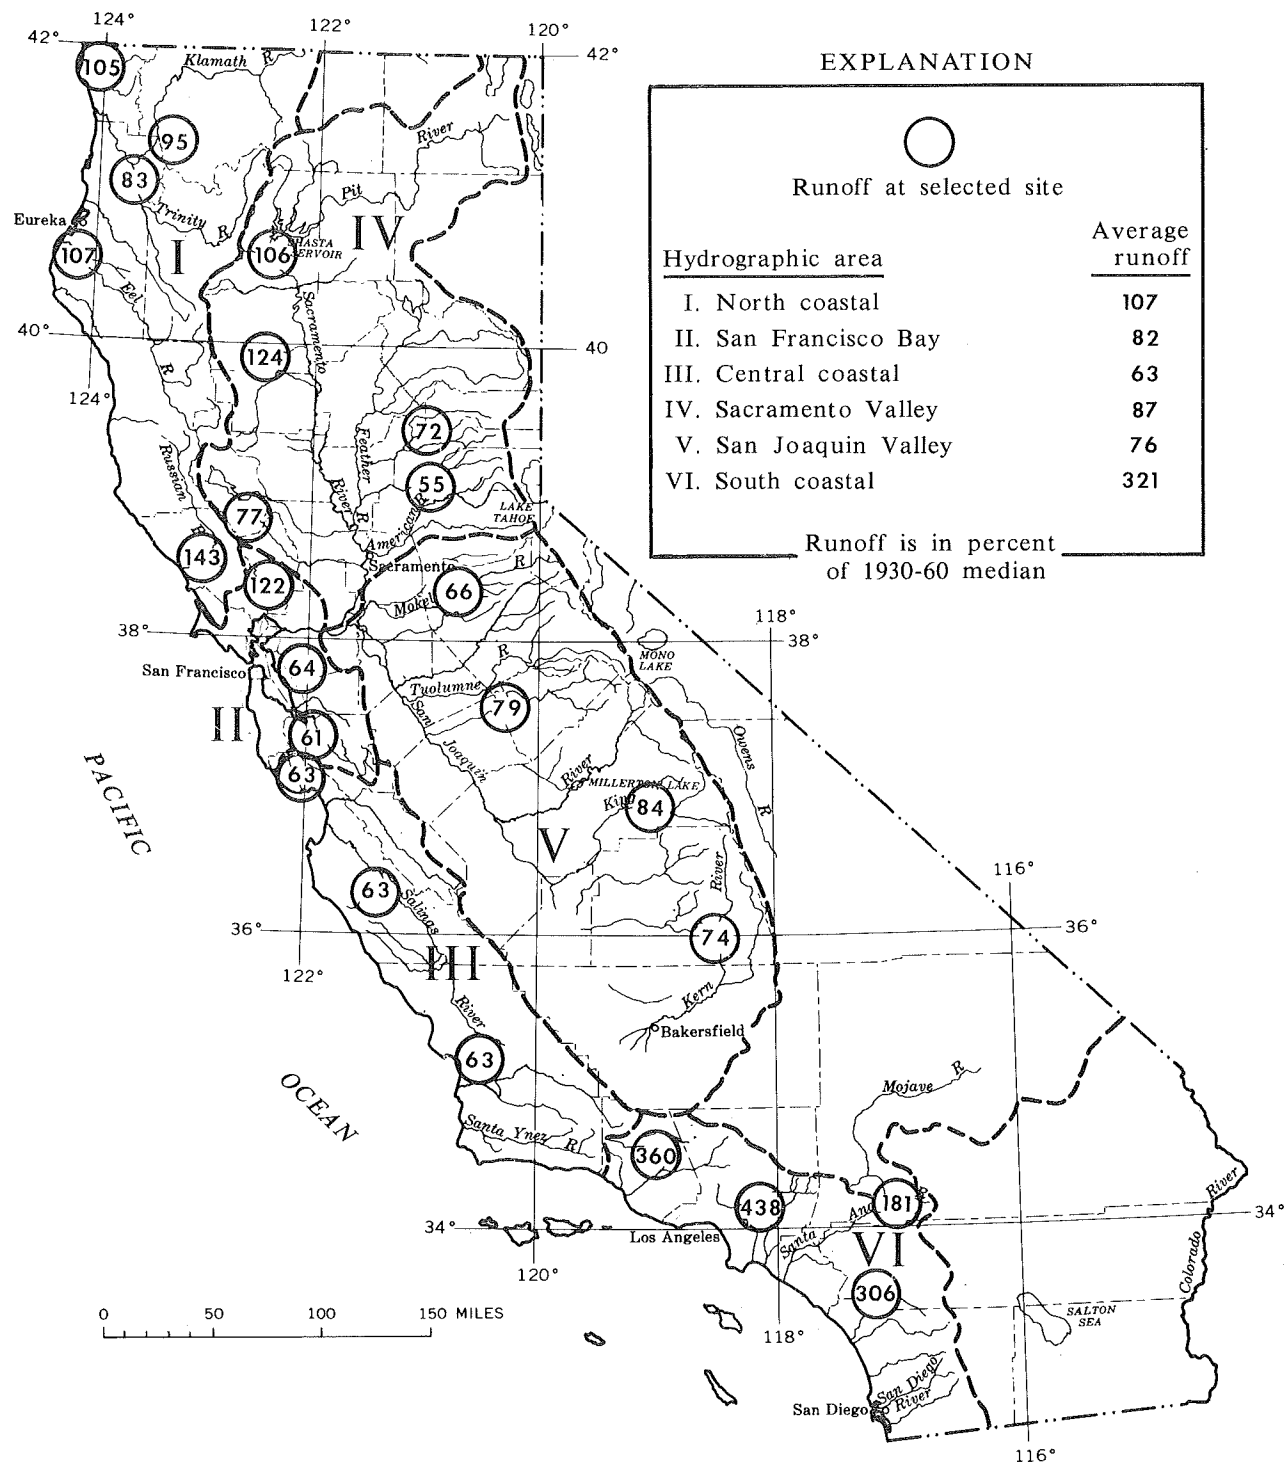 124°
122°
120°
42°
42°
EXPLANATION
Runoff at selected site
Hydrographic area
Average
runoff
I. North coastal 107
II. San Francisco Bay 82
III. Central coastal 63
IV. Sacramento Valley 87
V. San Joaquin Valley 76
VI. South coastal 321
Runoff is in percent
of 1930-60 median
105
Klamath R
95
River
83
Pit
Trinity R
Eureka
I
IV
107
106
Eel
Sacramento
40°
40
124
R
124°
72
Feather
Russian
River
R
55
LAKE
TAHOE
77
American R
R
143
Sacramento
R
66
122
Mokel
118°
38°
38°
MONO
LAKE
64
R
San Francisco
Tuolumne
79
San
II
61
Owens
Joaquin
63
River
MILLERTON LAKE
PACIFIC
84
R
V
River
116°
63
Salinas
36°
74
36°
III
122°
Kern
River
Bakersfield
63
Mojave R
OCEAN
Santa Ynez R
360
River
438
181
34°
34°
Los Angeles
Santa
VI
Colorado
120°
306
0 50 100 150 MILES
SALTON
SEA
118°
San Diego
San Diego
River
116°